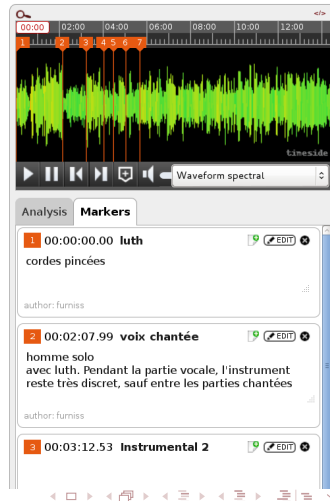 </>
00:00 02:00 04:00 06:00 08:00 10:00 12:00
1 2 3 4 5 6 7
timeside
Waveform spectral
Analysis Markers
1 00:00:00.00 luth EDIT
cordes pincées
author: furniss
2 00:02:07.99 voix chantée EDIT
homme solo
avec luth. Pendant la partie vocale, l'instrument
reste très discret, sauf entre les parties chantées
author: furniss
3 00:03:12.53 Instrumental 2 EDIT